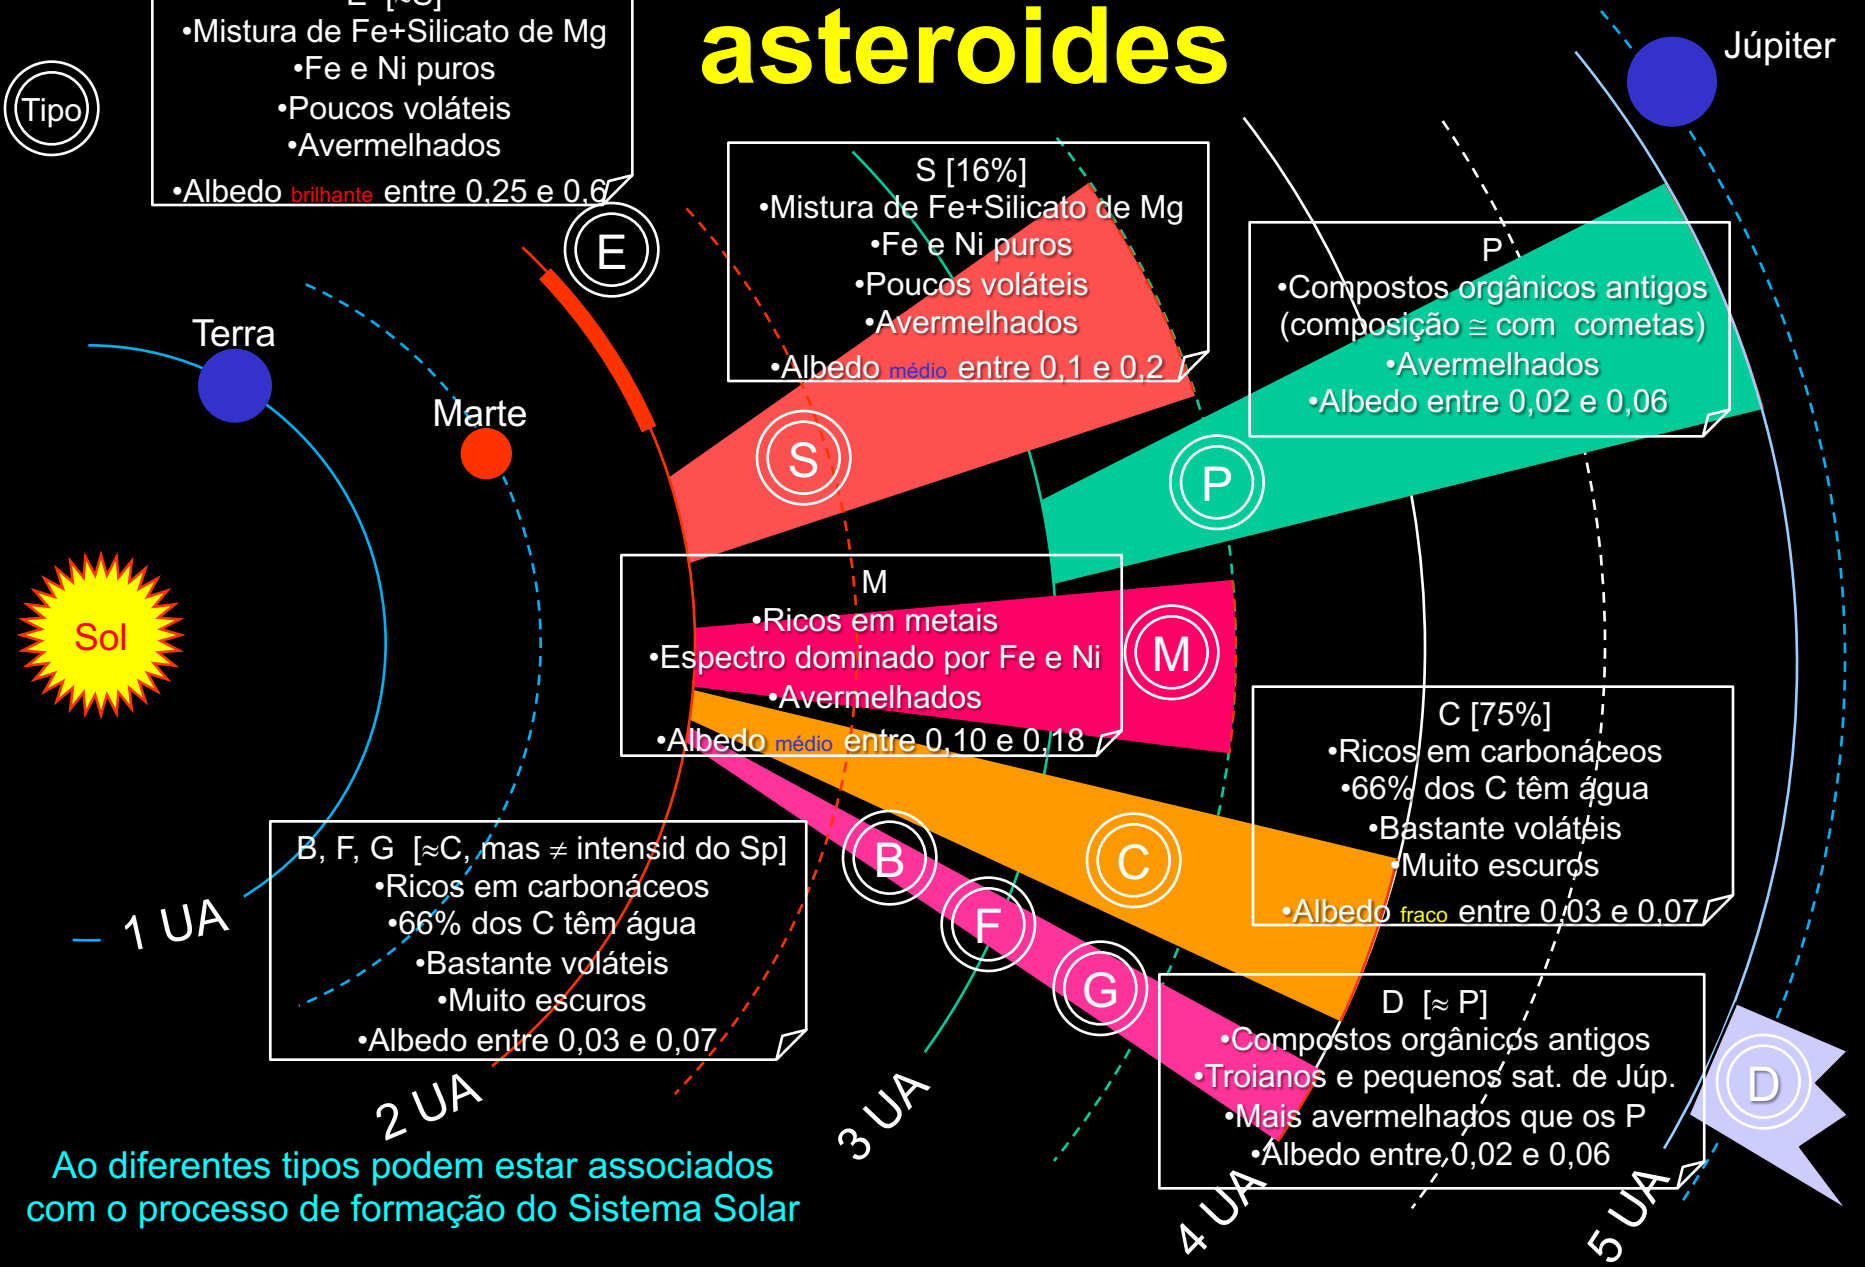 asteroides
Júpiter
Tipo
E [≈S]
•Mistura de Fe+Silicato de Mg
•Fe e Ni puros
•Poucos voláteis
•Avermelhados
•Albedo brilhante entre 0,25 e 0,6
E
S [16%]
•Mistura de Fe+Silicato de Mg
•Fe e Ni puros
•Poucos voláteis
•Avermelhados
•Albedo médio entre 0,1 e 0,2
S
P
•Compostos orgânicos antigos
(composição ≅ com cometas)
•Avermelhados
•Albedo entre 0,02 e 0,06
P
Terra
Marte
Sol
M
•Ricos em metais
•Espectro dominado por Fe e Ni
•Avermelhados
•Albedo médio entre 0,10 e 0,18
M
C [75%]
•Ricos em carbonáceos
•66% dos C têm água
•Bastante voláteis
•Muito escuros
•Albedo fraco entre 0,03 e 0,07
C
B, F, G [≈C, mas ≠ intensid do Sp]
•Ricos em carbonáceos
•66% dos C têm água
•Bastante voláteis
•Muito escuros
•Albedo entre 0,03 e 0,07
B
F
G
D [≈ P]
•Compostos orgânicos antigos
•Troianos e pequenos sat. de Júp.
•Mais avermelhados que os P
•Albedo entre 0,02 e 0,06
D
1 UA
2 UA
3 UA
4 UA
5 UA
Ao diferentes tipos podem estar associados
com o processo de formação do Sistema Solar